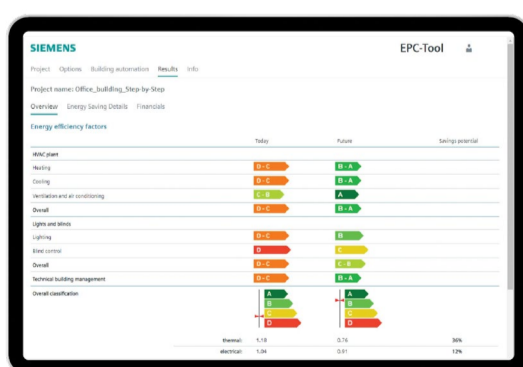 SIEMENS
EPC-Tool
Project Options Building automation Results Info
Project name: Office_building_Step-by-Step
Overview Energy Saving Details Financials
Energy efficiency factors
Today Future Savings potential
HVAC plant
Heating D - C B - A
Cooling D - C B - A
Ventilation and air conditioning C - B A
Overall D - C B - A
Lights and blinds
Lighting D - C B
Blind control D C
Overall D - C C - B
Technical building management D - C B - A
Overall classification
A A
B B
C C
D D
thermal: 1.18 0.76 36%
electrical: 1.04 0.91 12%